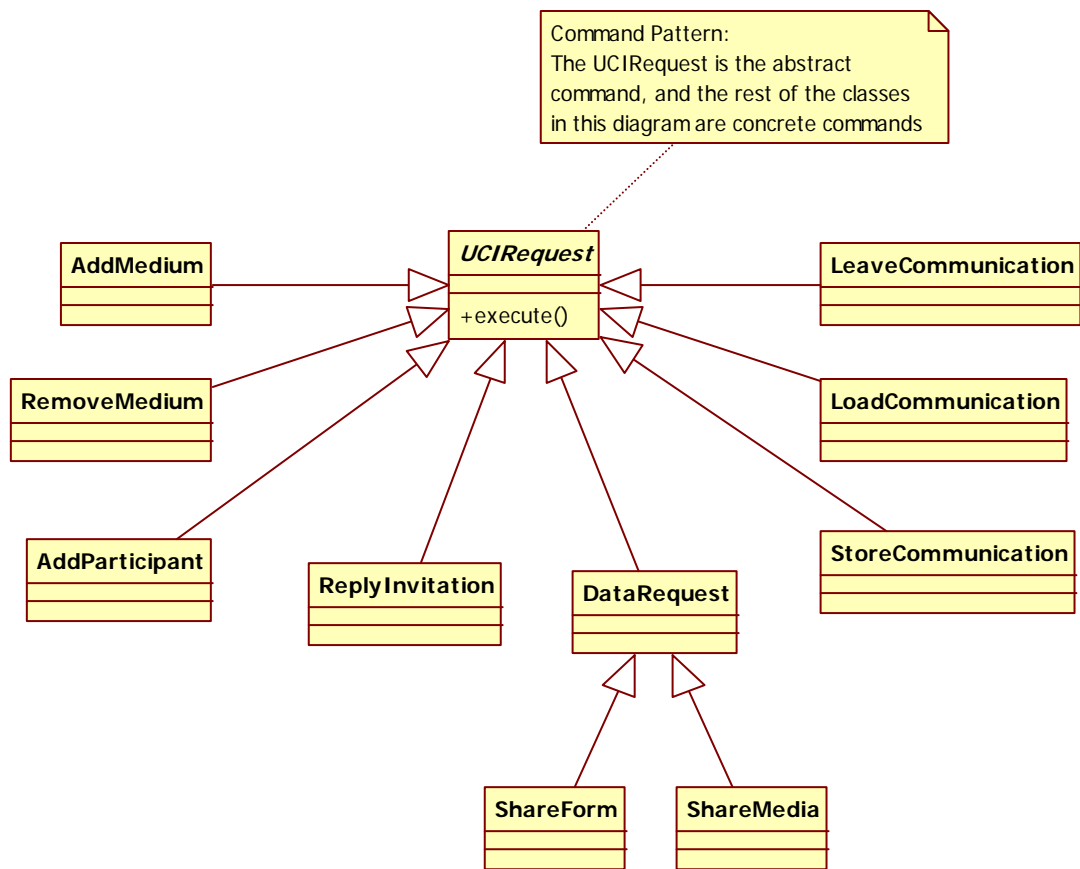 Command Pattern:
The UCIRequest is the abstract
command, and the rest of the classes
in this diagram are concrete commands
UCIRequest
+execute()
AddMedium
LeaveCommunication
RemoveMedium
LoadCommunication
AddParticipant
StoreCommunication
ReplyInvitation
DataRequest
ShareForm
ShareMedia